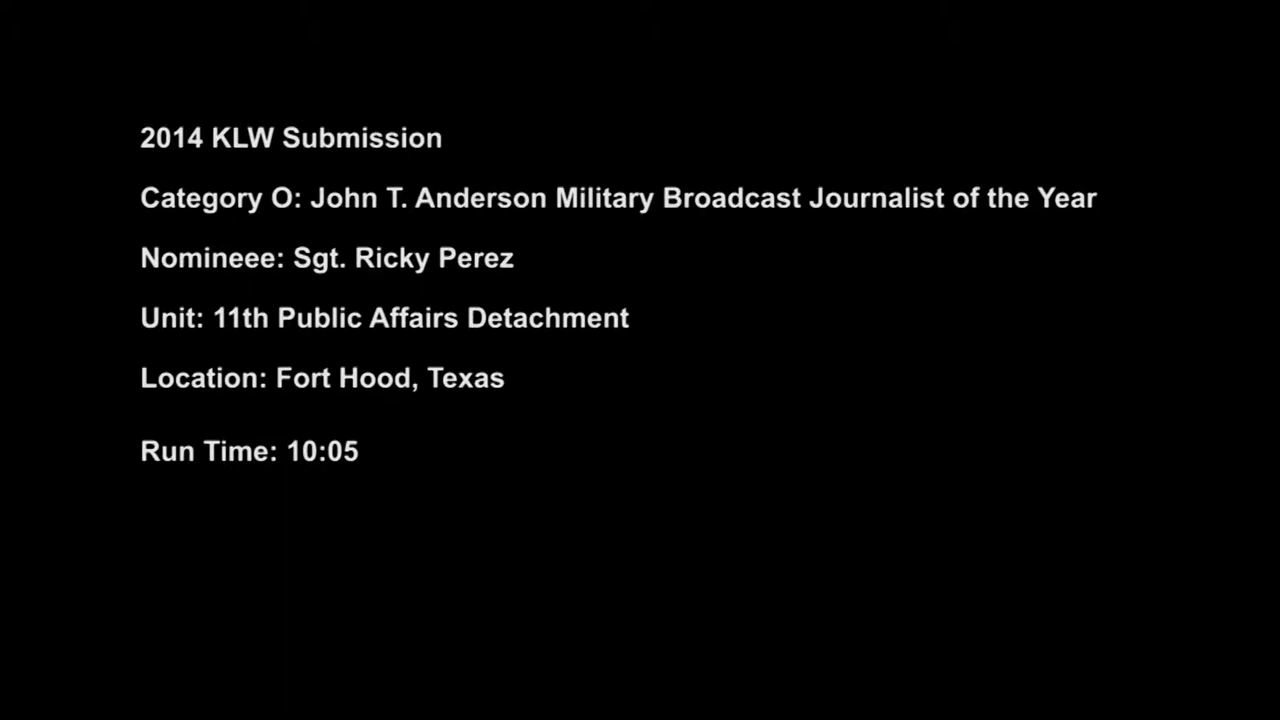 2014 KLW Submission
Category O: John T. Anderson Military Broadcast Journalist of the Year
Nomineee: Sgt. Ricky Perez
Unit: 11th Public Affairs Detachment
Location: Fort Hood, Texas
Run Time: 10:05